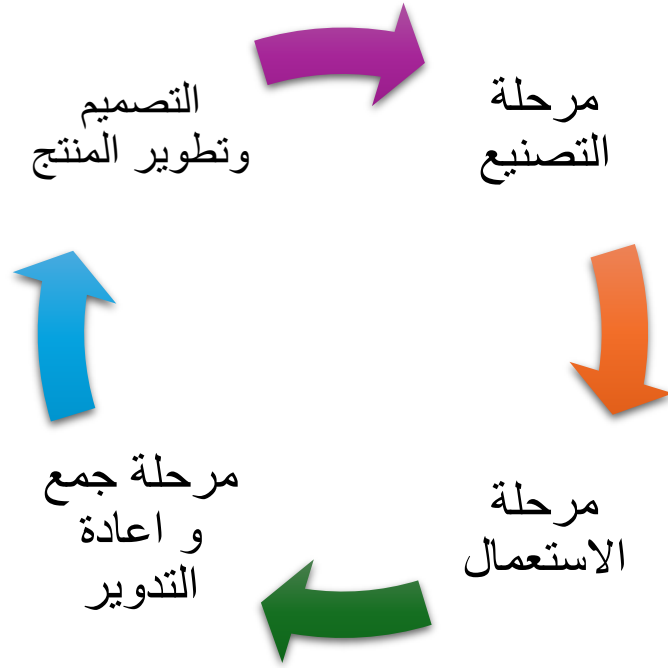 التصميم
وتطوير المنتج
مرحلة
التصنيع
مرحلة
الاستعمال
مرحلة جمع
و اعادة
التدوير